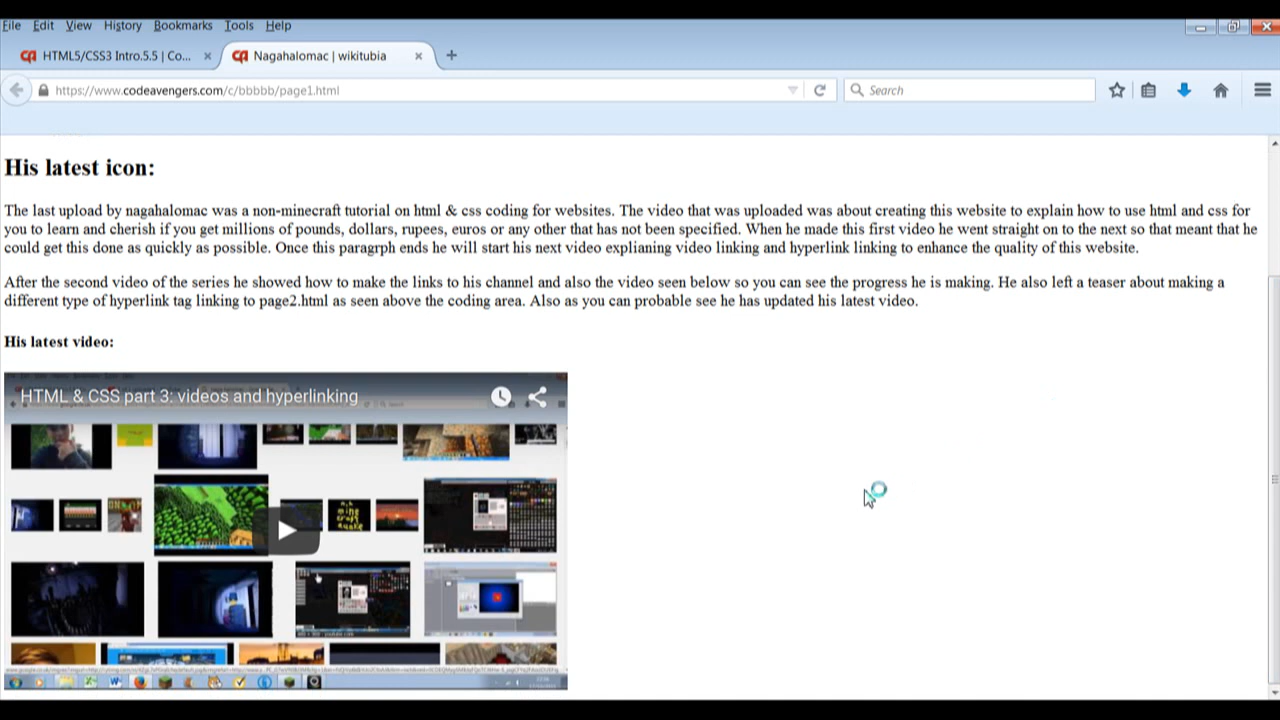 File Edit View History Bookmarks Tools Help
HTML5/CSS3 Intro.5.5 | Co... Nagahalomac | wikitubia
https://www.codeavengers.com/c/bbbbb/page1.html Search
His latest icon:
The last upload by nagahalomac was a non-minecraft tutorial on html & css coding for websites. The video that was uploaded was about creating this website to explain how to use html and css for
you to learn and cherish if you get millions of pounds, dollars, rupees, euros or any other that has not been specified. When he made this first video he went straight on to the next so that meant that he
could get this done as quickly as possible. Once this paragrph ends he will start his next video explianing video linking and hyperlink linking to enhance the quality of this website.
After the second video of the series he showed how to make the links to his channel and also the video seen below so you can see the progress he is making. He also left a teaser about making a
different type of hyperlink tag linking to page2.html as seen above the coding area. Also as you can probable see he has updated his latest video.
His latest video:
HTML & CSS part 3: videos and hyperlinking